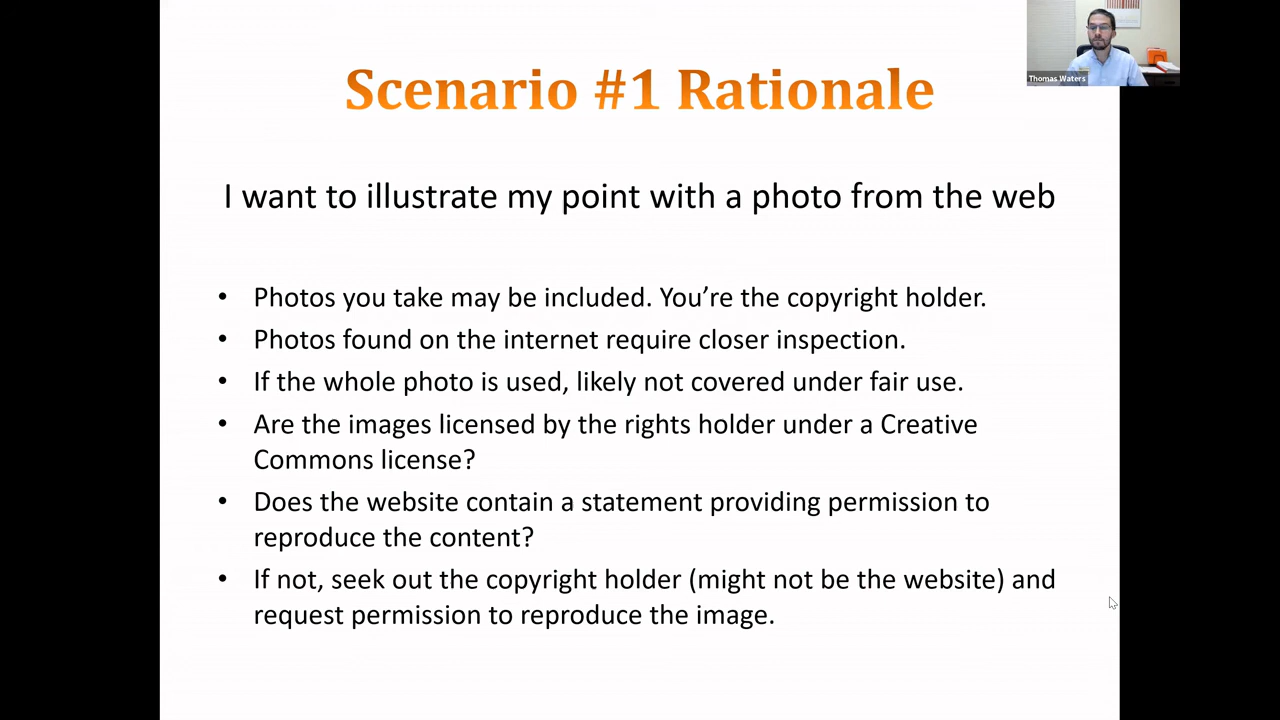 Thomas Waters
Scenario #1 Rationale
I want to illustrate my point with a photo from the web
• Photos you take may be included. You’re the copyright holder.
• Photos found on the internet require closer inspection.
• If the whole photo is used, likely not covered under fair use.
• Are the images licensed by the rights holder under a Creative
Commons license?
• Does the website contain a statement providing permission to
reproduce the content?
• If not, seek out the copyright holder (might not be the website) and
request permission to reproduce the image.